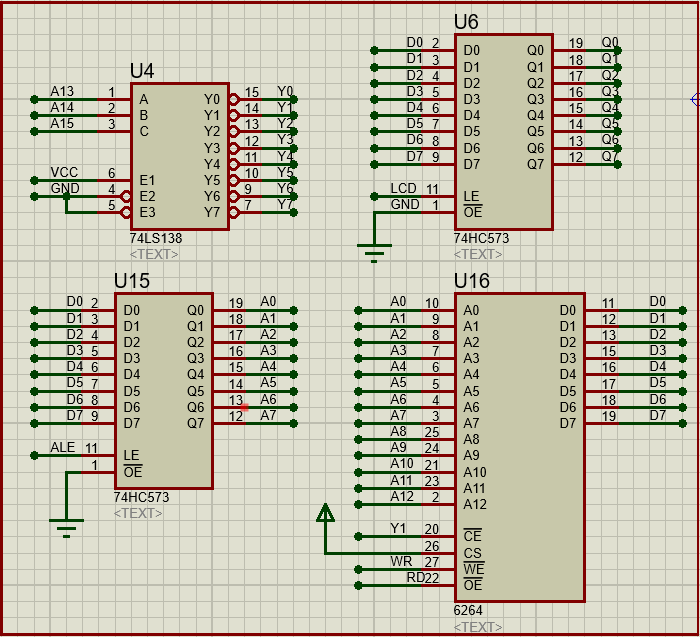 U4
A13 1 A Y0 15 Y0
A14 2 B Y1 14 Y1
A15 3 C Y2 13 Y2
Y3 12 Y3
Y4 11 Y4
VCC 6 E1 Y5 10 Y5
GND 4 E2 Y6 9 Y6
5 E3 Y7 7 Y7
74LS138
<TEXT>
U6
D0 2 D0 Q0 19 Q0
D1 3 D1 Q1 18 Q1
D2 4 D2 Q2 17 Q2
D3 5 D3 Q3 16 Q3
D4 6 D4 Q4 15 Q4
D5 7 D5 Q5 14 Q5
D6 8 D6 Q6 13 Q6
D7 9 D7 Q7 12 Q7
LCD 11 LE
GND 1 OE
74HC573
<TEXT>
U15
D0 2 D0 Q0 19 A0
D1 3 D1 Q1 18 A1
D2 4 D2 Q2 17 A2
D3 5 D3 Q3 16 A3
D4 6 D4 Q4 15 A4
D5 7 D5 Q5 14 A5
D6 8 D6 Q6 13 A6
D7 9 D7 Q7 12 A7
ALE 11 LE
1 OE
74HC573
<TEXT>
U16
A0 10 A0 D0 11 D0
A1 9 A1 D1 12 D1
A2 8 A2 D2 13 D2
A3 7 A3 D3 15 D3
A4 6 A4 D4 16 D4
A5 5 A5 D5 17 D5
A6 4 A6 D6 18 D6
A7 3 A7 D7 19 D7
A8 25 A8
A9 24 A9
A10 21 A10
A11 23 A11
A12 2 A12
Y1 20 CE
26 CS
WR 27 WE
RD 22 OE
6264
<TEXT>